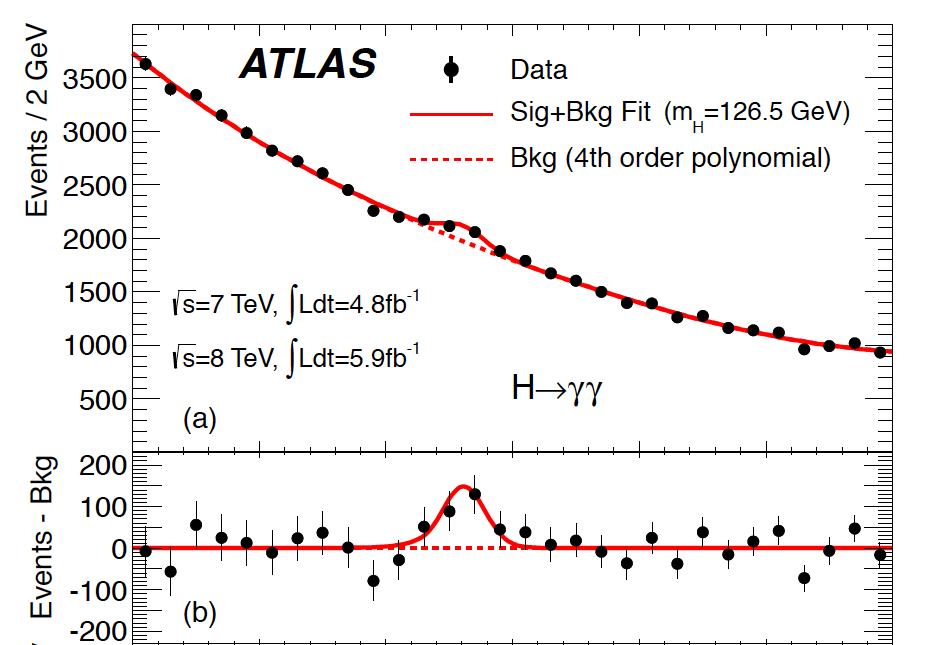 ATLAS
Data
Sig+Bkg Fit (m_H=126.5 GeV)
Bkg (4th order polynomial)
Events / 2 GeV
3500
3000
2500
2000
1500
1000
500
√s=7 TeV, ∫Ldt=4.8fb⁻¹
√s=8 TeV, ∫Ldt=5.9fb⁻¹
H→γγ
(a)
Events - Bkg
200
100
0
-100
-200
(b)